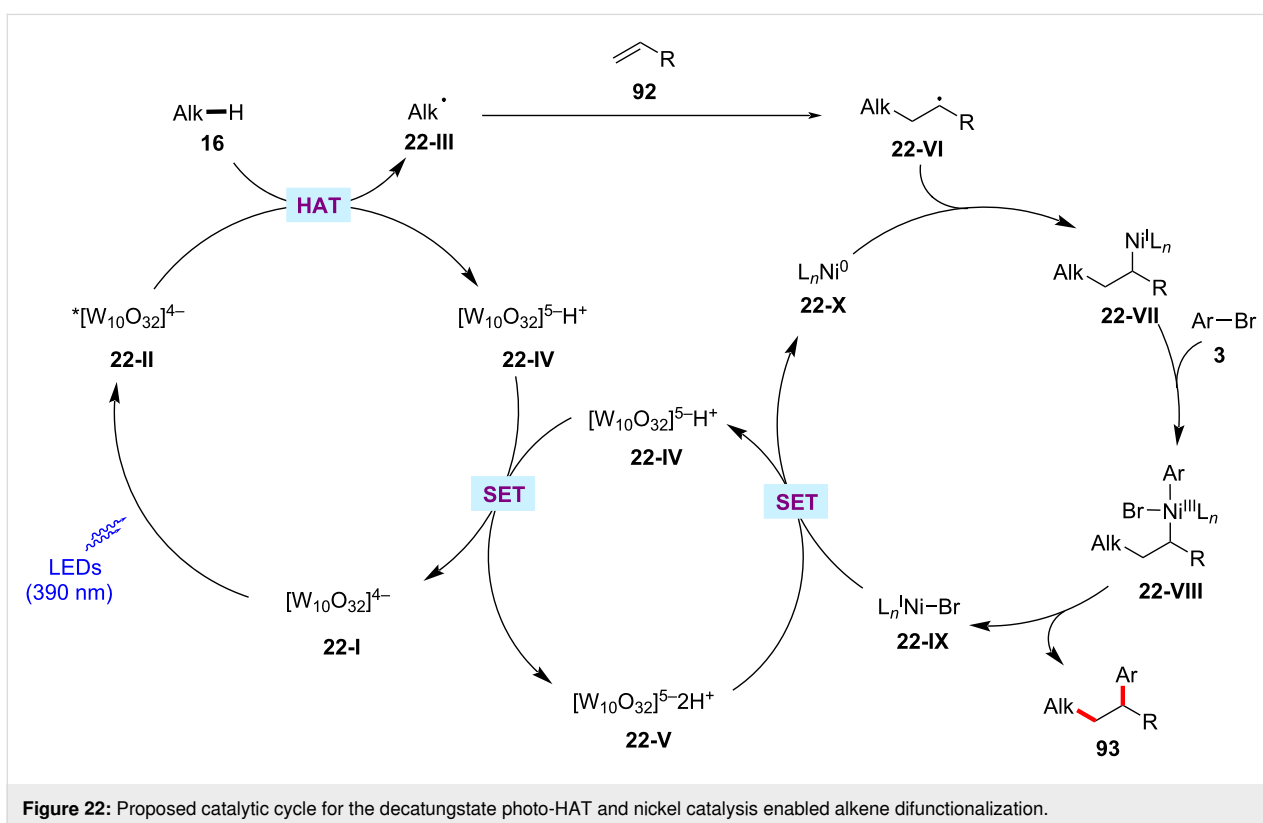 R
92
Alk—H
16
Alk•
22-III
Alk
•
R
22-VI
HAT
LₙNi⁰
22-X
NiᴵLₙ
Alk
R
22-VII
Ar—Br
3
*[W₁₀O₃₂]⁴⁻
22-II
[W₁₀O₃₂]⁵⁻H⁺
22-IV
[W₁₀O₃₂]⁵⁻H⁺
22-IV
SET
SET
Ar
Br—NiᴵᴵᴵLₙ
Alk
R
22-VIII
LEDs
(390 nm)
[W₁₀O₃₂]⁴⁻
22-I
LₙᴵNi—Br
22-IX
[W₁₀O₃₂]⁵⁻2H⁺
22-V
Ar
Alk
R
93
Figure 22: Proposed catalytic cycle for the decatungstate photo-HAT and nickel catalysis enabled alkene difunctionalization.